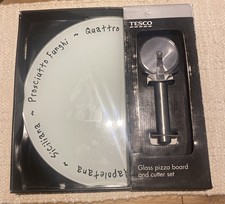 TESCO
Quattro
~ Prosciutto Funghi ~
Siciliana ~
Napoletana
Glass pizza board
and cutter set